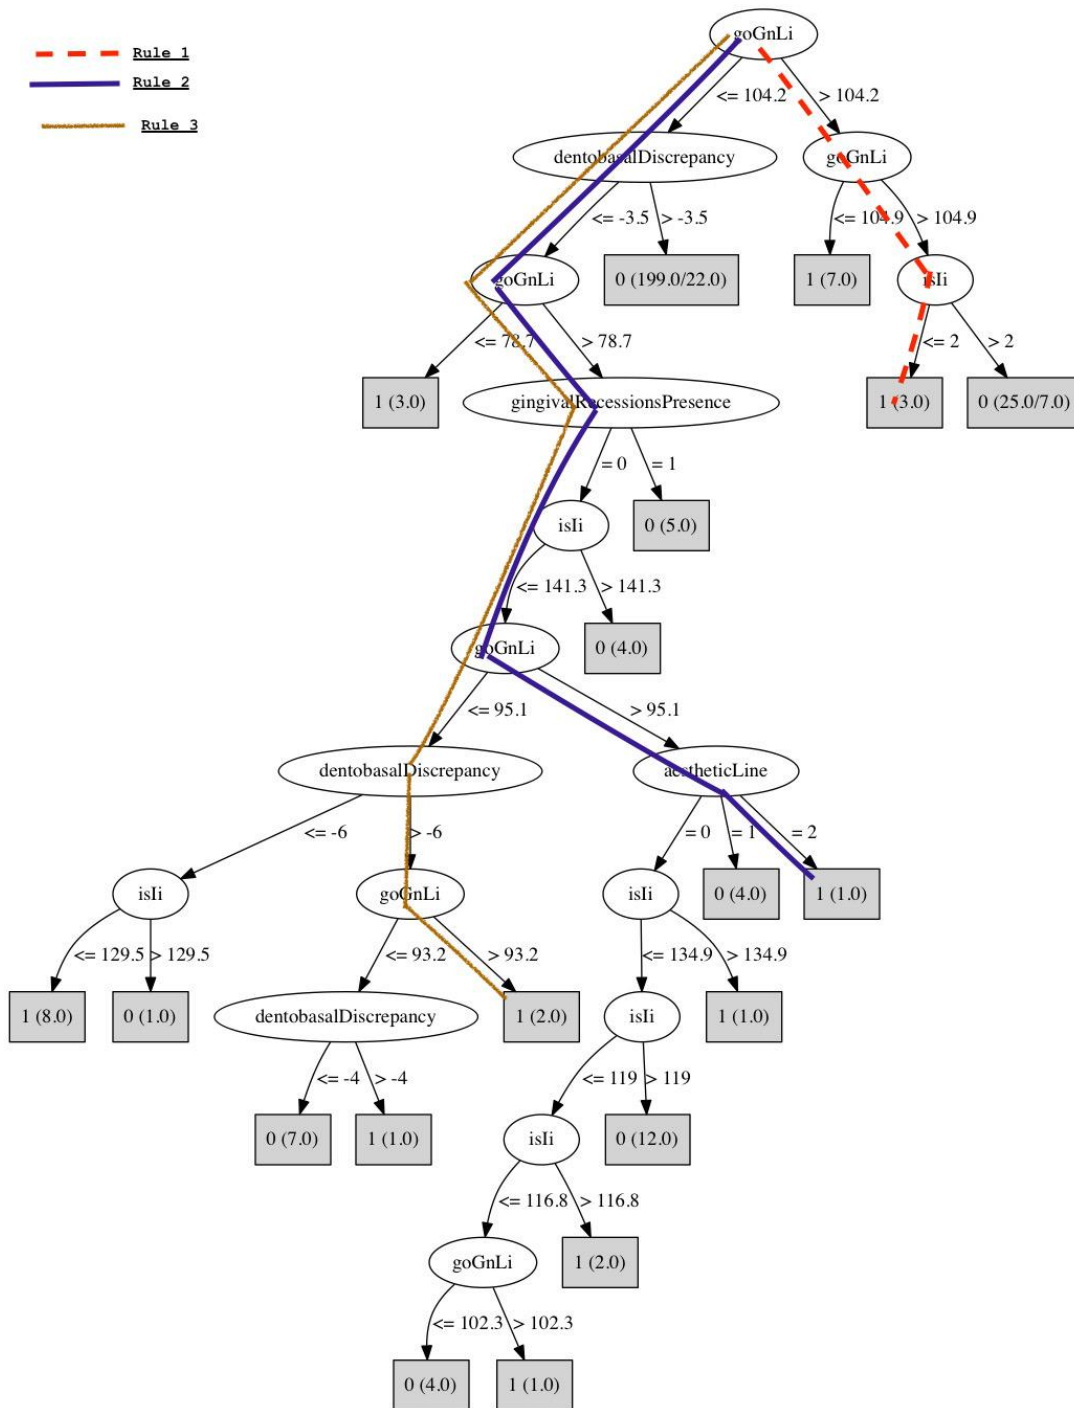 goGnLi
Rule 1
Rule 2
Rule 3
<= 104.2
> 104.2
dentobasalDiscrepancy
goGnLi
<= -3.5
> -3.5
<= 104.9
> 104.9
goGnLi
0 (199.0/22.0)
1 (7.0)
isIi
<= 78.7
> 78.7
<= 2
> 2
1 (3.0)
gingivalRecessionsPresence
1 (3.0)
0 (25.0/7.0)
= 0
= 1
isIi
0 (5.0)
<= 141.3
> 141.3
goGnLi
0 (4.0)
<= 95.1
> 95.1
dentobasalDiscrepancy
aestheticLine
<= -6
> -6
= 0
= 1
= 2
isIi
goGnLi
isIi
0 (4.0)
1 (1.0)
<= 129.5
> 129.5
<= 93.2
> 93.2
<= 134.9
> 134.9
1 (8.0)
0 (1.0)
dentobasalDiscrepancy
1 (2.0)
isIi
1 (1.0)
<= -4
> -4
<= 119
> 119
0 (7.0)
1 (1.0)
isIi
0 (12.0)
<= 116.8
> 116.8
goGnLi
1 (2.0)
<= 102.3
> 102.3
0 (4.0)
1 (1.0)